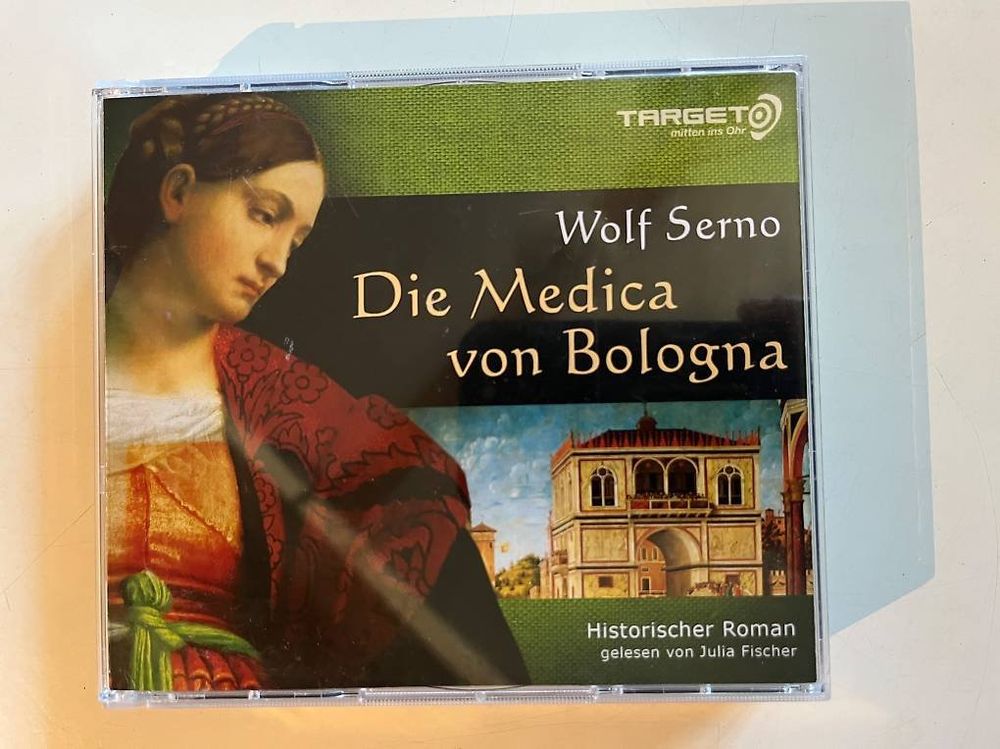 TARGET
mitten ins Ohr
Wolf Serno
Die Medica
von Bologna
Historischer Roman
gelesen von Julia Fischer